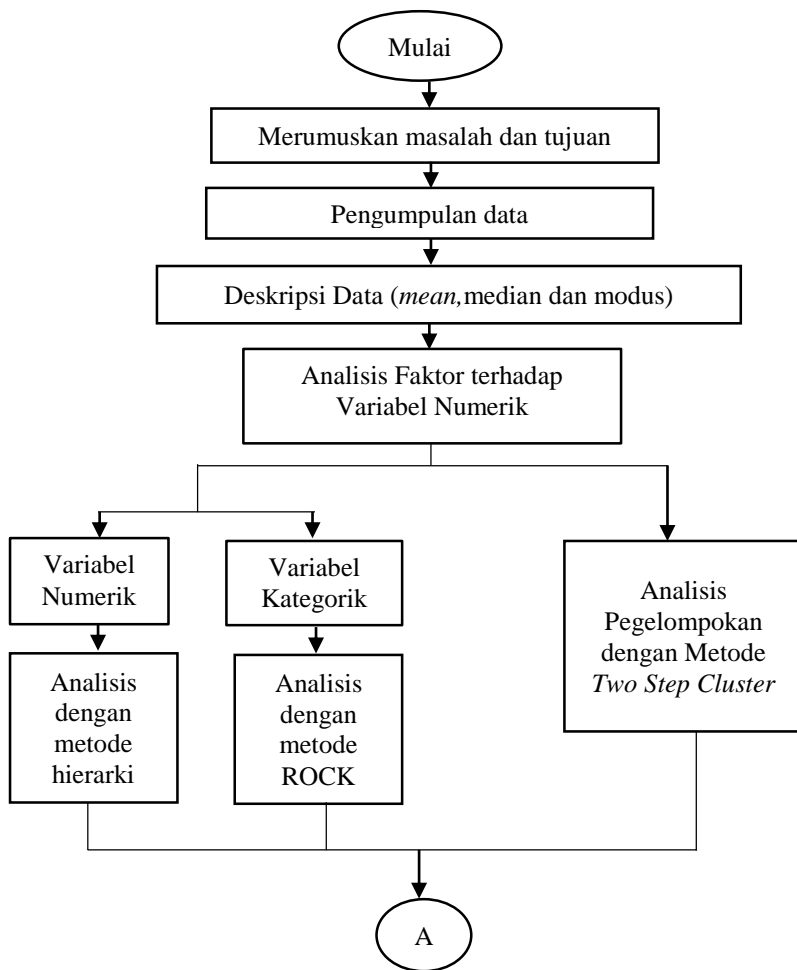 Mulai
Merumuskan masalah dan tujuan
Pengumpulan data
Deskripsi Data (mean,median dan modus)
Analisis Faktor terhadap
Variabel Numerik
Variabel
Numerik
Variabel
Kategorik
Analisis
Pegelompokan
dengan Metode
Two Step Cluster
Analisis
dengan
metode
hierarki
Analisis
dengan
metode
ROCK
A